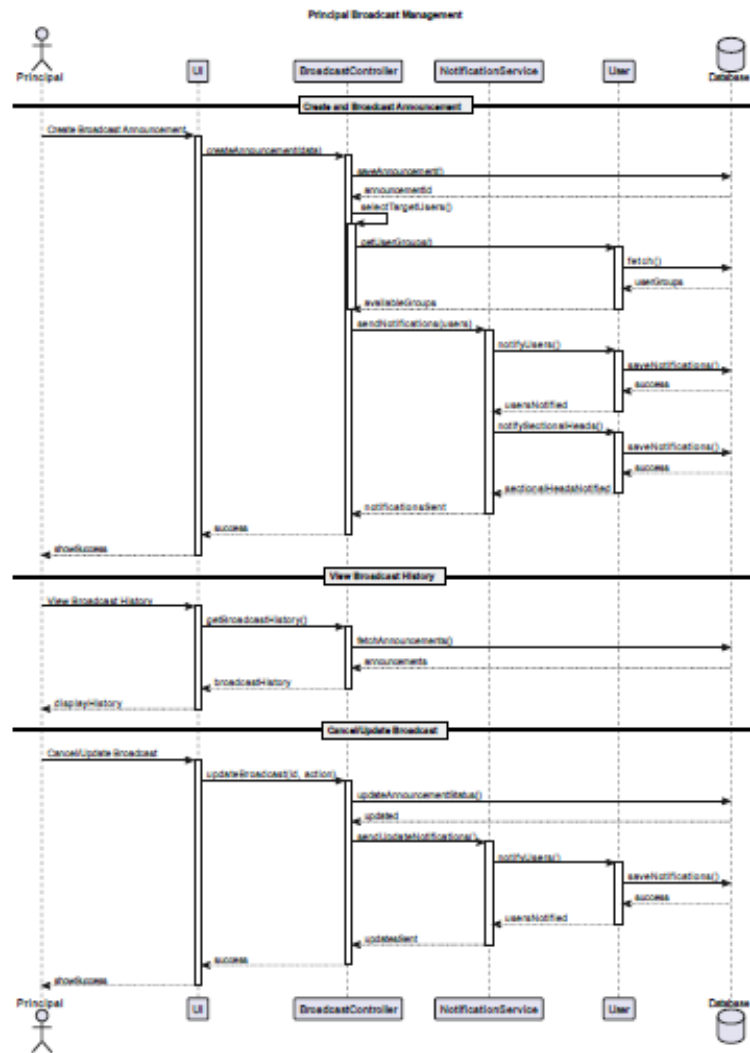 Principal Broadcast Management
Principal UI BroadcastController NotificationService User Database
Create and Broadcast Announcement
Create Broadcast Announcement
createAnnouncement(data)
saveAnnouncement()
announcementId
selectTargetUsers()
getUserGroups()
fetch()
userGroups
availableGroups
sendNotifications(users)
notifyUsers()
saveNotifications()
success
usersNotified
notifySectionalHeads()
saveNotifications()
success
sectionalHeadsNotified
notificationsSent
success
showSuccess
View Broadcast History
View Broadcast History
getBroadcastHistory()
fetchAnnouncements()
announcements
broadcastHistory
displayHistory
Cancel/Update Broadcast
Cancel/Update Broadcast
updateBroadcast(id, action)
updateAnnouncementStatus()
updated
sendUpdateNotifications()
notifyUsers()
saveNotifications()
success
usersNotified
updatesSent
success
showSuccess
Principal UI BroadcastController NotificationService User Database